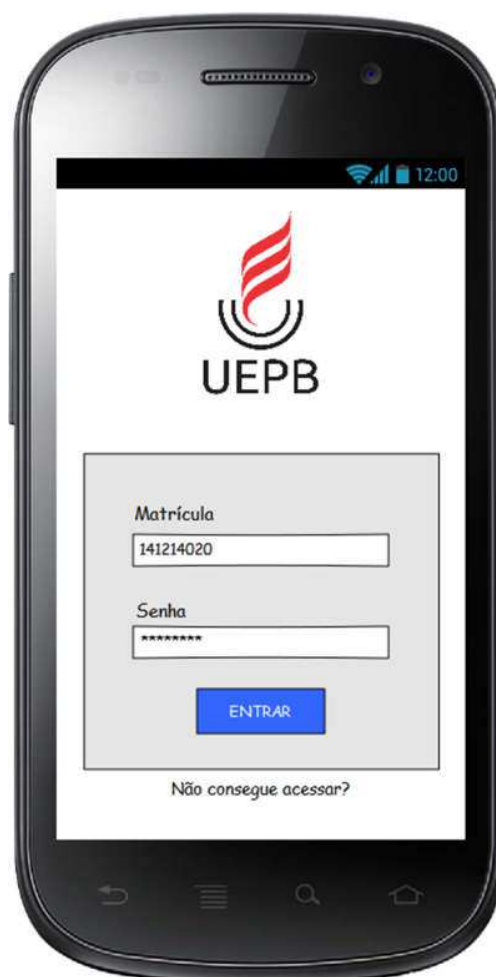 12:00
UEPB
Matrícula
141214020
Senha
********
ENTRAR
Não consegue acessar?